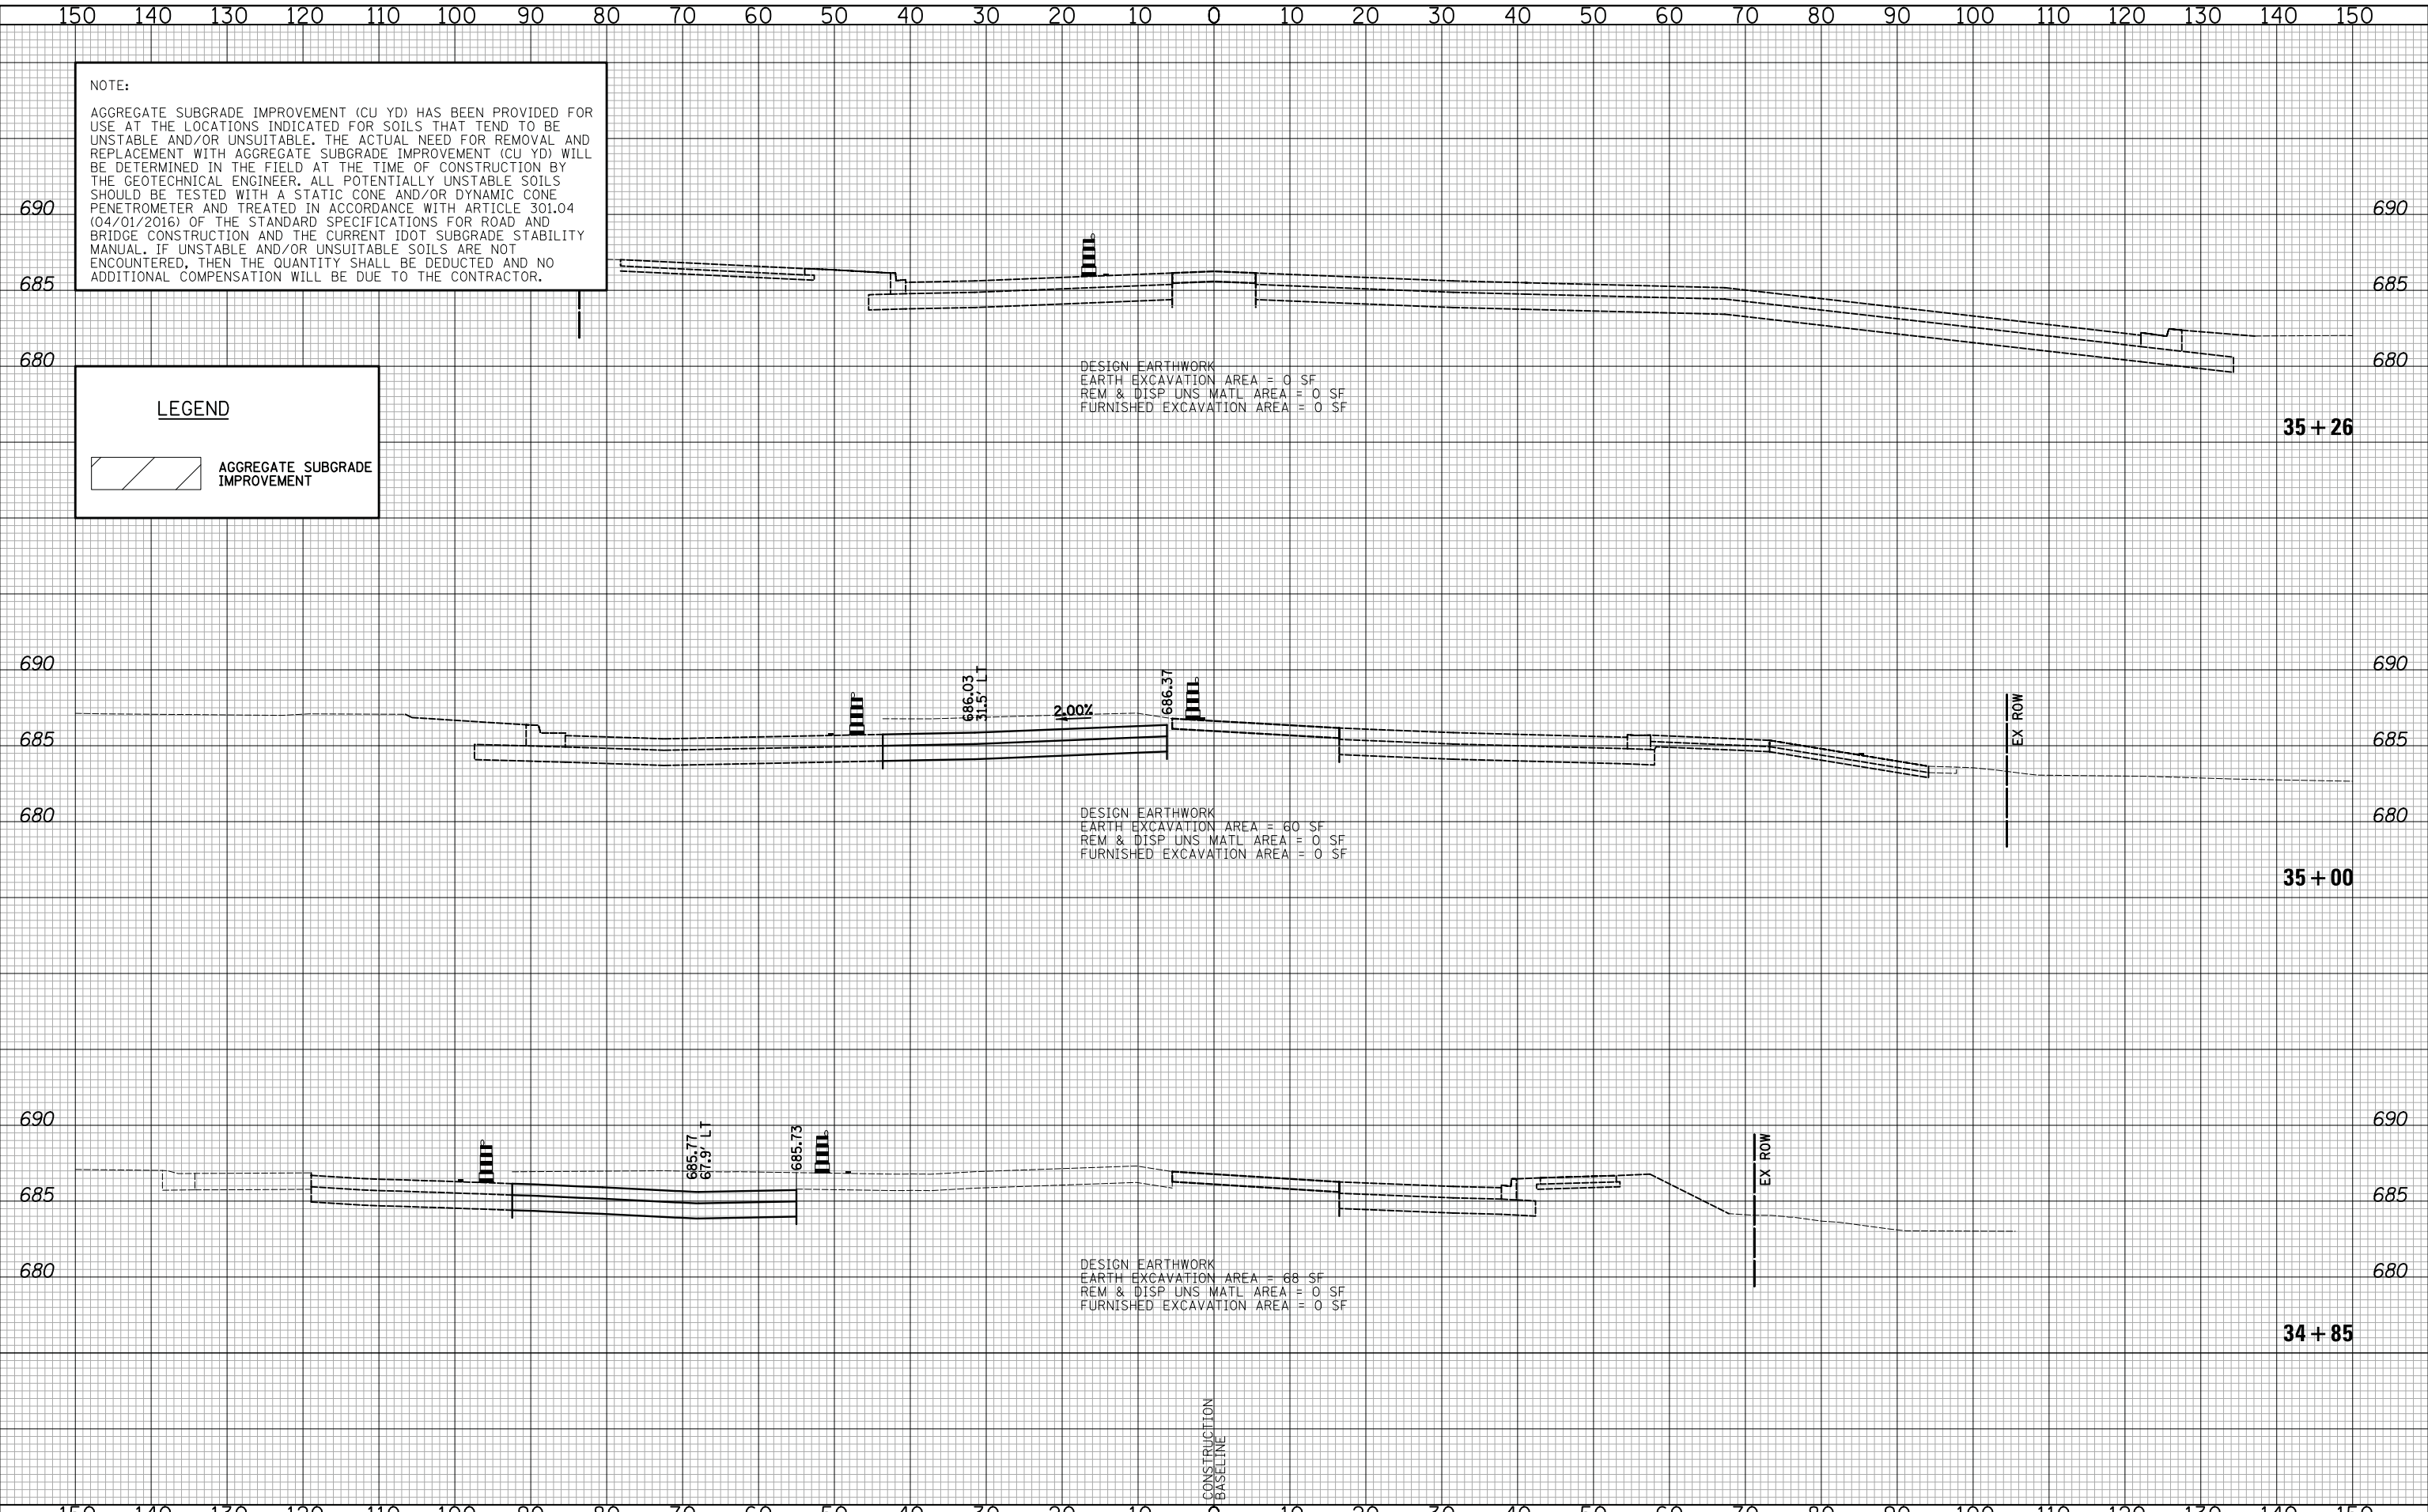 150 140 130 120 110 100 90 80 70 60 50 40 30 20 10 0 10 20 30 40 50 60 70 80 90 100 110 120 130 140 150
NOTE:
AGGREGATE SUBGRADE IMPROVEMENT (CU YD) HAS BEEN PROVIDED FOR
USE AT THE LOCATIONS INDICATED FOR SOILS THAT TEND TO BE
UNSTABLE AND/OR UNSUITABLE. THE ACTUAL NEED FOR REMOVAL AND
REPLACEMENT WITH AGGREGATE SUBGRADE IMPROVEMENT (CU YD) WILL
BE DETERMINED IN THE FIELD AT THE TIME OF CONSTRUCTION BY
THE GEOTECHNICAL ENGINEER. ALL POTENTIALLY UNSTABLE SOILS
SHOULD BE TESTED WITH A STATIC CONE AND/OR DYNAMIC CONE
PENETROMETER AND TREATED IN ACCORDANCE WITH ARTICLE 301.04
(04/01/2016) OF THE STANDARD SPECIFICATIONS FOR ROAD AND
BRIDGE CONSTRUCTION AND THE CURRENT IDOT SUBGRADE STABILITY
MANUAL. IF UNSTABLE AND/OR UNSUITABLE SOILS ARE NOT
ENCOUNTERED, THEN THE QUANTITY SHALL BE DEDUCTED AND NO
ADDITIONAL COMPENSATION WILL BE DUE TO THE CONTRACTOR.
690 690
685 685
680 680
DESIGN EARTHWORK
EARTH EXCAVATION AREA = 0 SF
REM & DISP UNS MATL AREA = 0 SF
FURNISHED EXCAVATION AREA = 0 SF
35+26
LEGEND
AGGREGATE SUBGRADE
IMPROVEMENT
690 690
686.03
31.5' LT
2.00%
686.37
EX ROW
685 685
680 680
DESIGN EARTHWORK
EARTH EXCAVATION AREA = 60 SF
REM & DISP UNS MATL AREA = 0 SF
FURNISHED EXCAVATION AREA = 0 SF
35+00
690 690
685.77
67.9' LT
685.73
EX ROW
685 685
680 680
DESIGN EARTHWORK
EARTH EXCAVATION AREA = 68 SF
REM & DISP UNS MATL AREA = 0 SF
FURNISHED EXCAVATION AREA = 0 SF
34+85
CONSTRUCTION
BASELINE
150 140 130 120 110 100 90 80 70 60 50 40 30 20 10 0 10 20 30 40 50 60 70 80 90 100 110 120 130 140 150